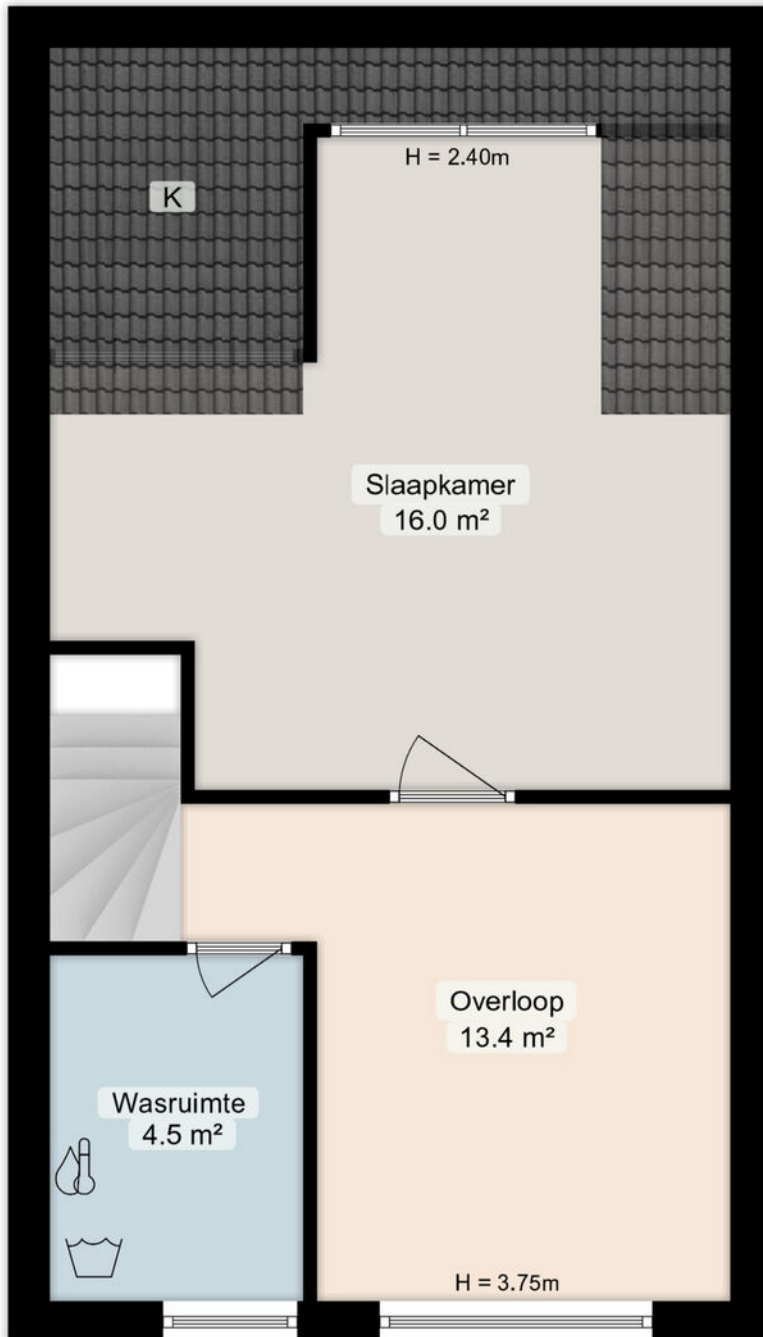 H = 2.40m
K
Slaapkamer
16.0 m²
Overloop
13.4 m²
Wasruimte
4.5 m²
H = 3.75m